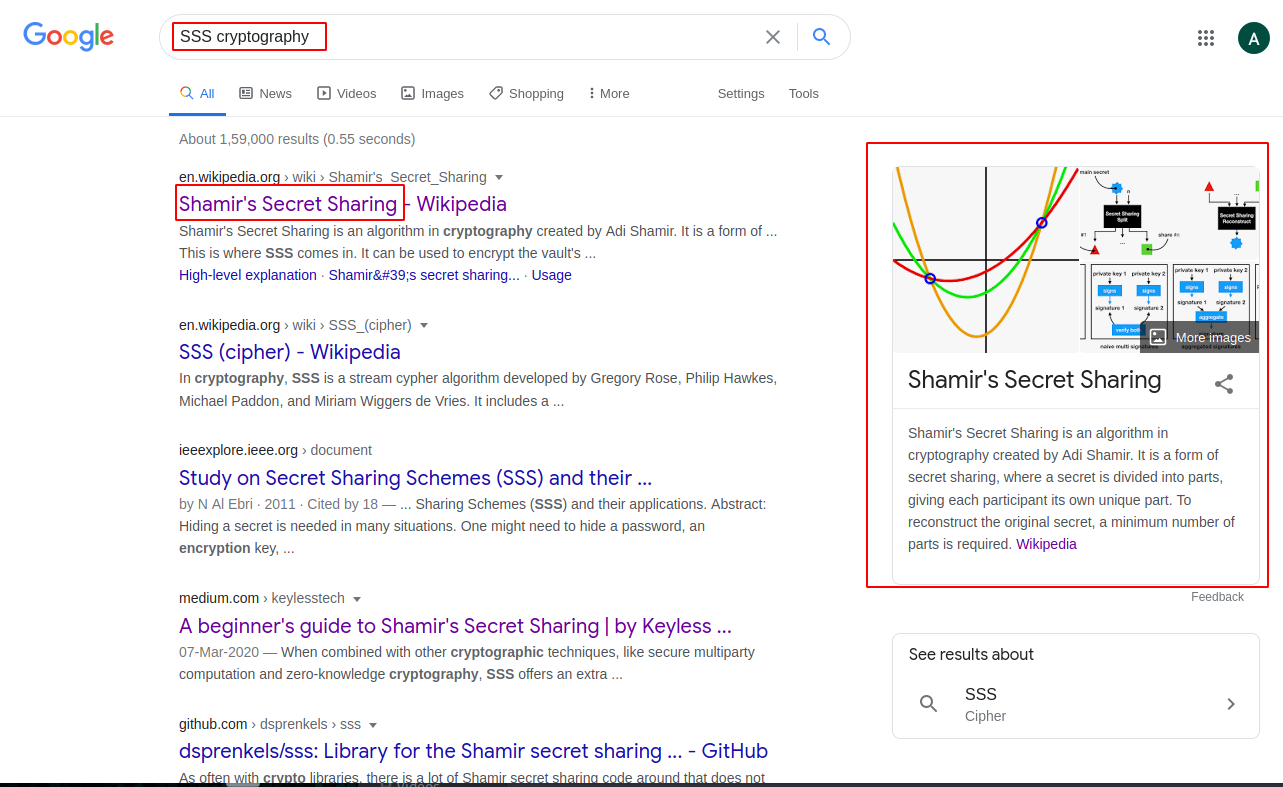 Google
SSS cryptography
A
All
News
Videos
Images
Shopping
More
Settings
Tools
About 1,59,000 results (0.55 seconds)
en.wikipedia.org › wiki › Shamir's_Secret_Sharing
Shamir's Secret Sharing - Wikipedia
Shamir's Secret Sharing is an algorithm in cryptography created by Adi Shamir. It is a form of ...
This is where SSS comes in. It can be used to encrypt the vault's ...
High-level explanation · Shamir&#39;s secret sharing... · Usage
en.wikipedia.org › wiki › SSS_(cipher)
SSS (cipher) - Wikipedia
In cryptography, SSS is a stream cypher algorithm developed by Gregory Rose, Philip Hawkes,
Michael Paddon, and Miriam Wiggers de Vries. It includes a ...
ieeexplore.ieee.org › document
Study on Secret Sharing Schemes (SSS) and their ...
by N Al Ebri · 2011 · Cited by 18 — ... Sharing Schemes (SSS) and their applications. Abstract:
Hiding a secret is needed in many situations. One might need to hide a password, an
encryption key, ...
medium.com › keylesstech
A beginner's guide to Shamir's Secret Sharing | by Keyless ...
07-Mar-2020 — When combined with other cryptographic techniques, like secure multiparty
computation and zero-knowledge cryptography, SSS offers an extra ...
github.com › dsprenkels › sss
dsprenkels/sss: Library for the Shamir secret sharing ... - GitHub
As often with crypto libraries, there is a lot of Shamir secret sharing code around that does not
main secret
n
Secret Sharing
Split
...
#1
share #n
...
Secret Sharing
Reconstruct
private key 1 private key 2
signs signs
signature 1 signature 2
verify both
private key 1 private key 2
signs signs
signature 1 signature 2
aggregate
More images
Shamir's Secret Sharing
Shamir's Secret Sharing is an algorithm in
cryptography created by Adi Shamir. It is a form of
secret sharing, where a secret is divided into parts,
giving each participant its own unique part. To
reconstruct the original secret, a minimum number of
parts is required. Wikipedia
Feedback
See results about
SSS
Cipher